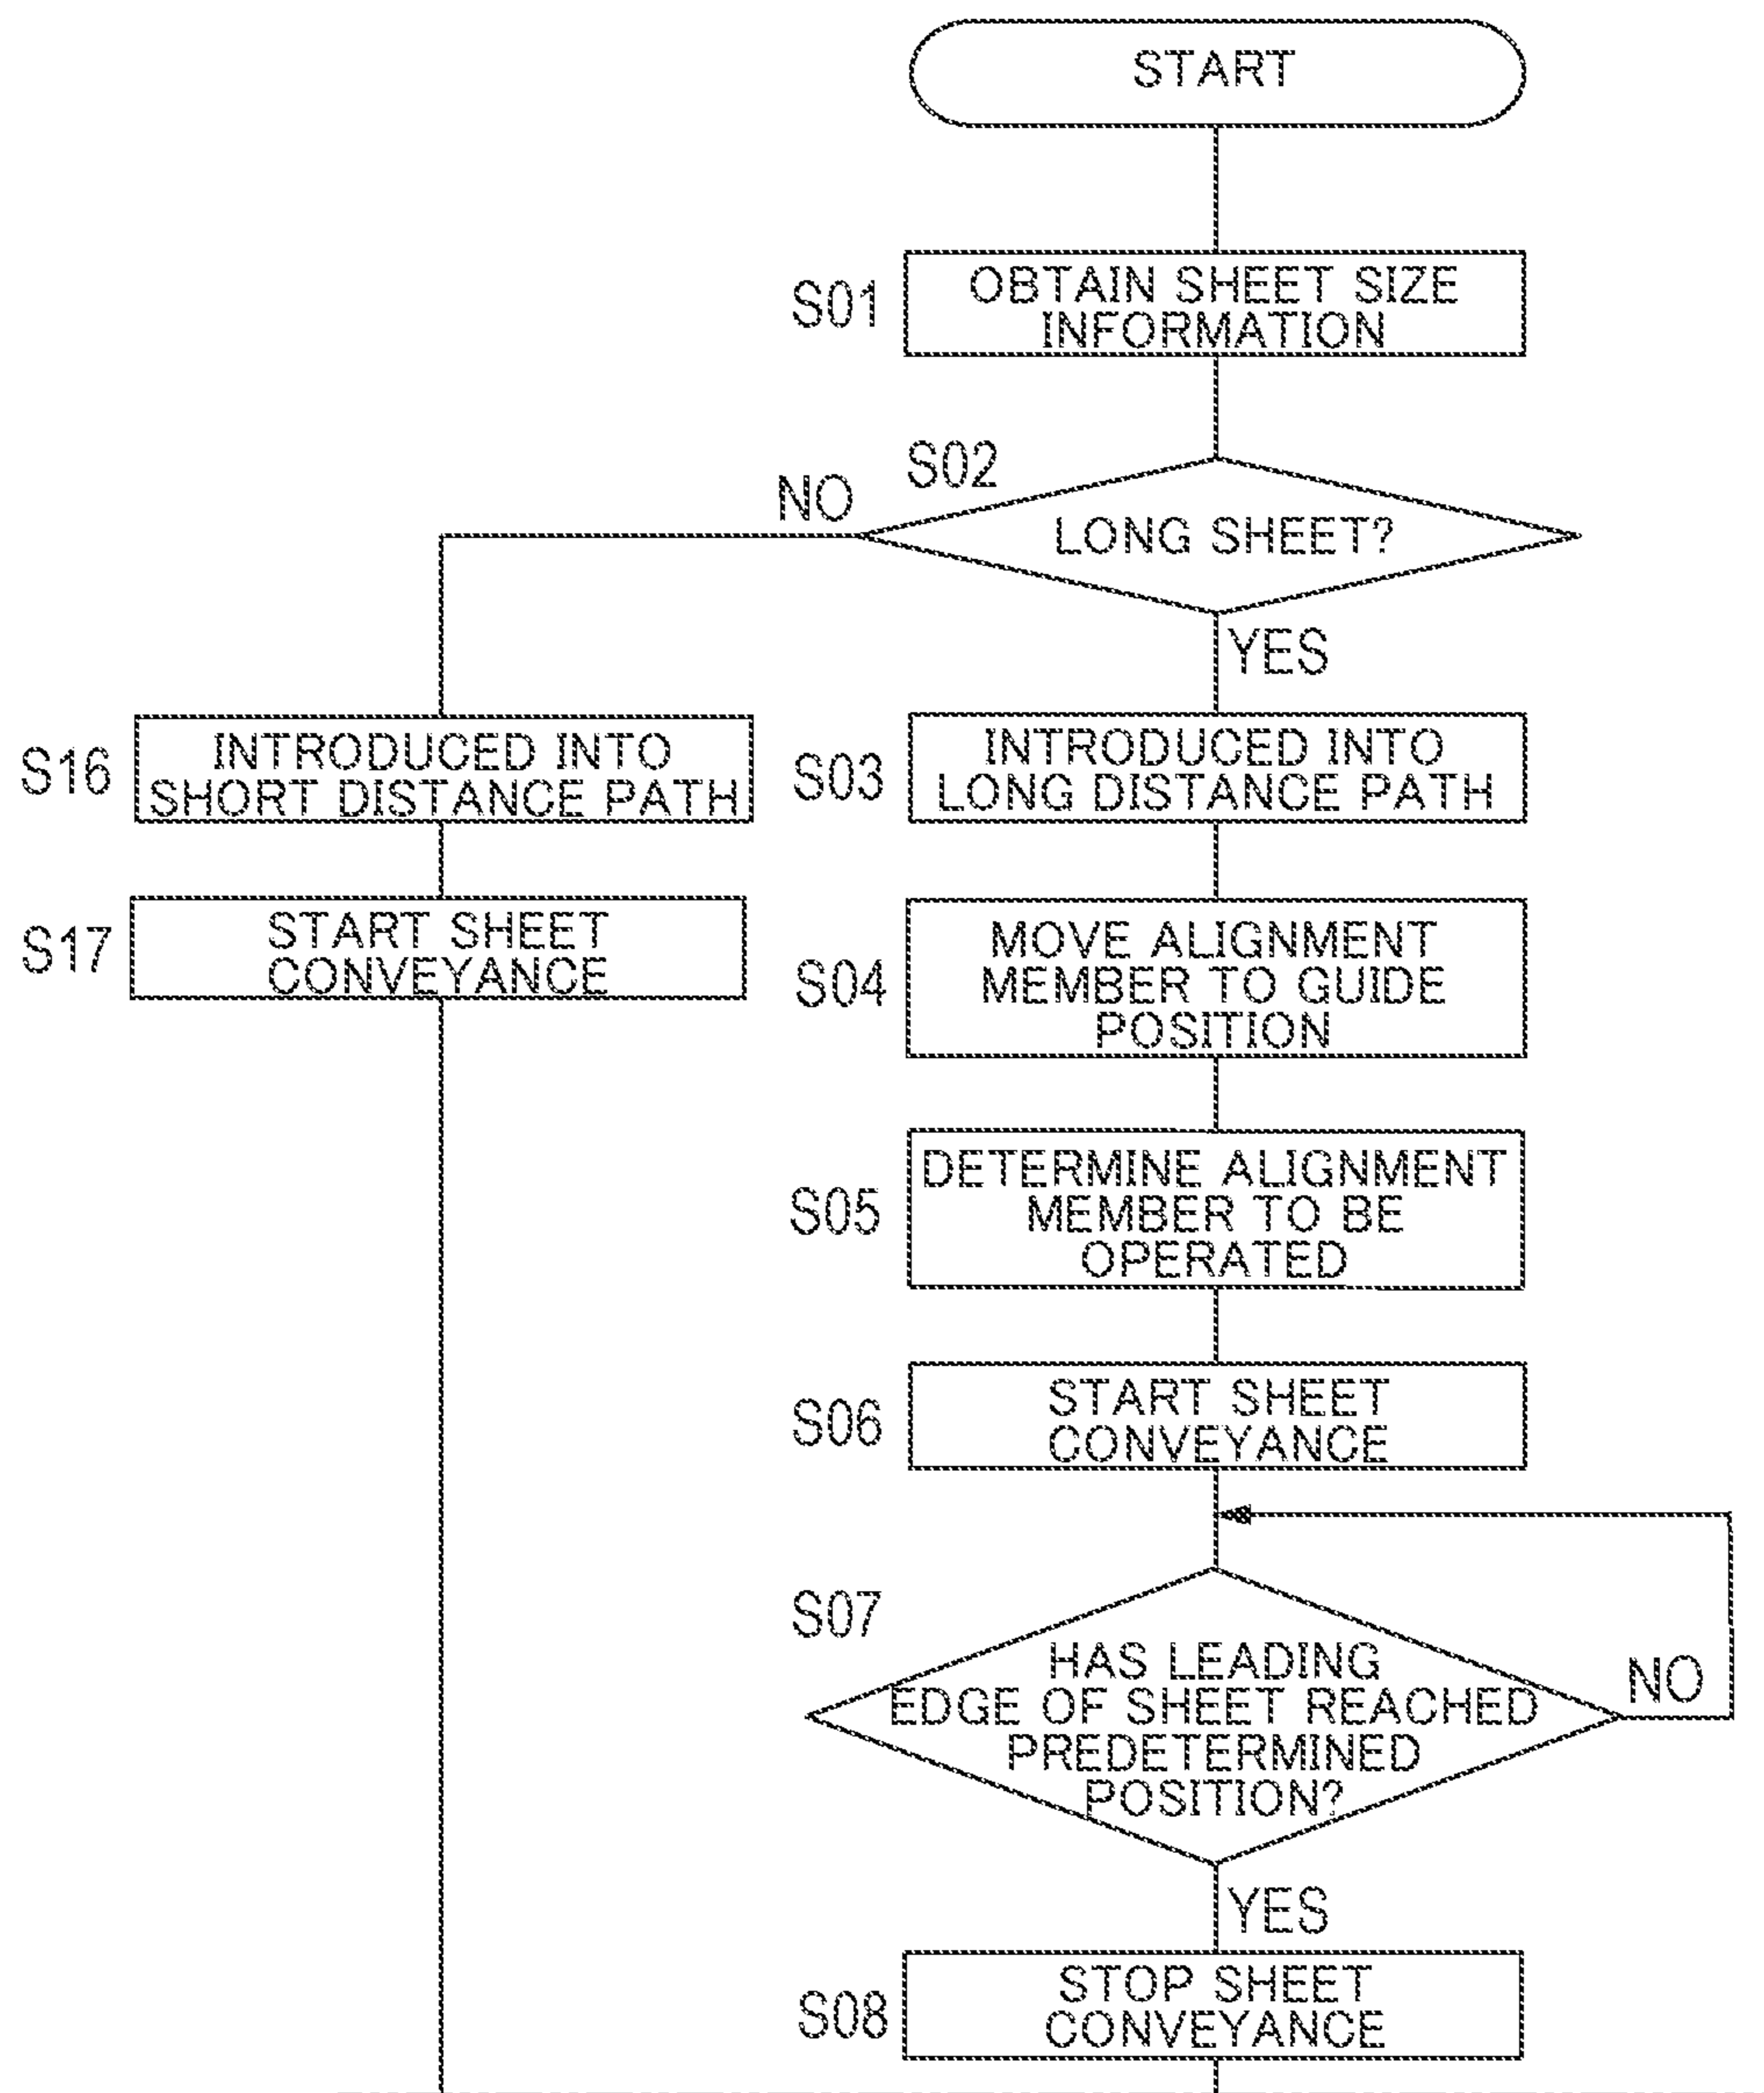 START
S01
OBTAIN SHEET SIZE
INFORMATION
S02
NO
LONG SHEET?
YES
S16
INTRODUCED INTO
SHORT DISTANCE PATH
S03
INTRODUCED INTO
LONG DISTANCE PATH
S17
START SHEET
CONVEYANCE
S04
MOVE ALIGNMENT
MEMBER TO GUIDE
POSITION
S05
DETERMINE ALIGNMENT
MEMBER TO BE
OPERATED
S06
START SHEET
CONVEYANCE
S07
HAS LEADING
EDGE OF SHEET REACHED
PREDETERMINED
POSITION?
NO
YES
S08
STOP SHEET
CONVEYANCE